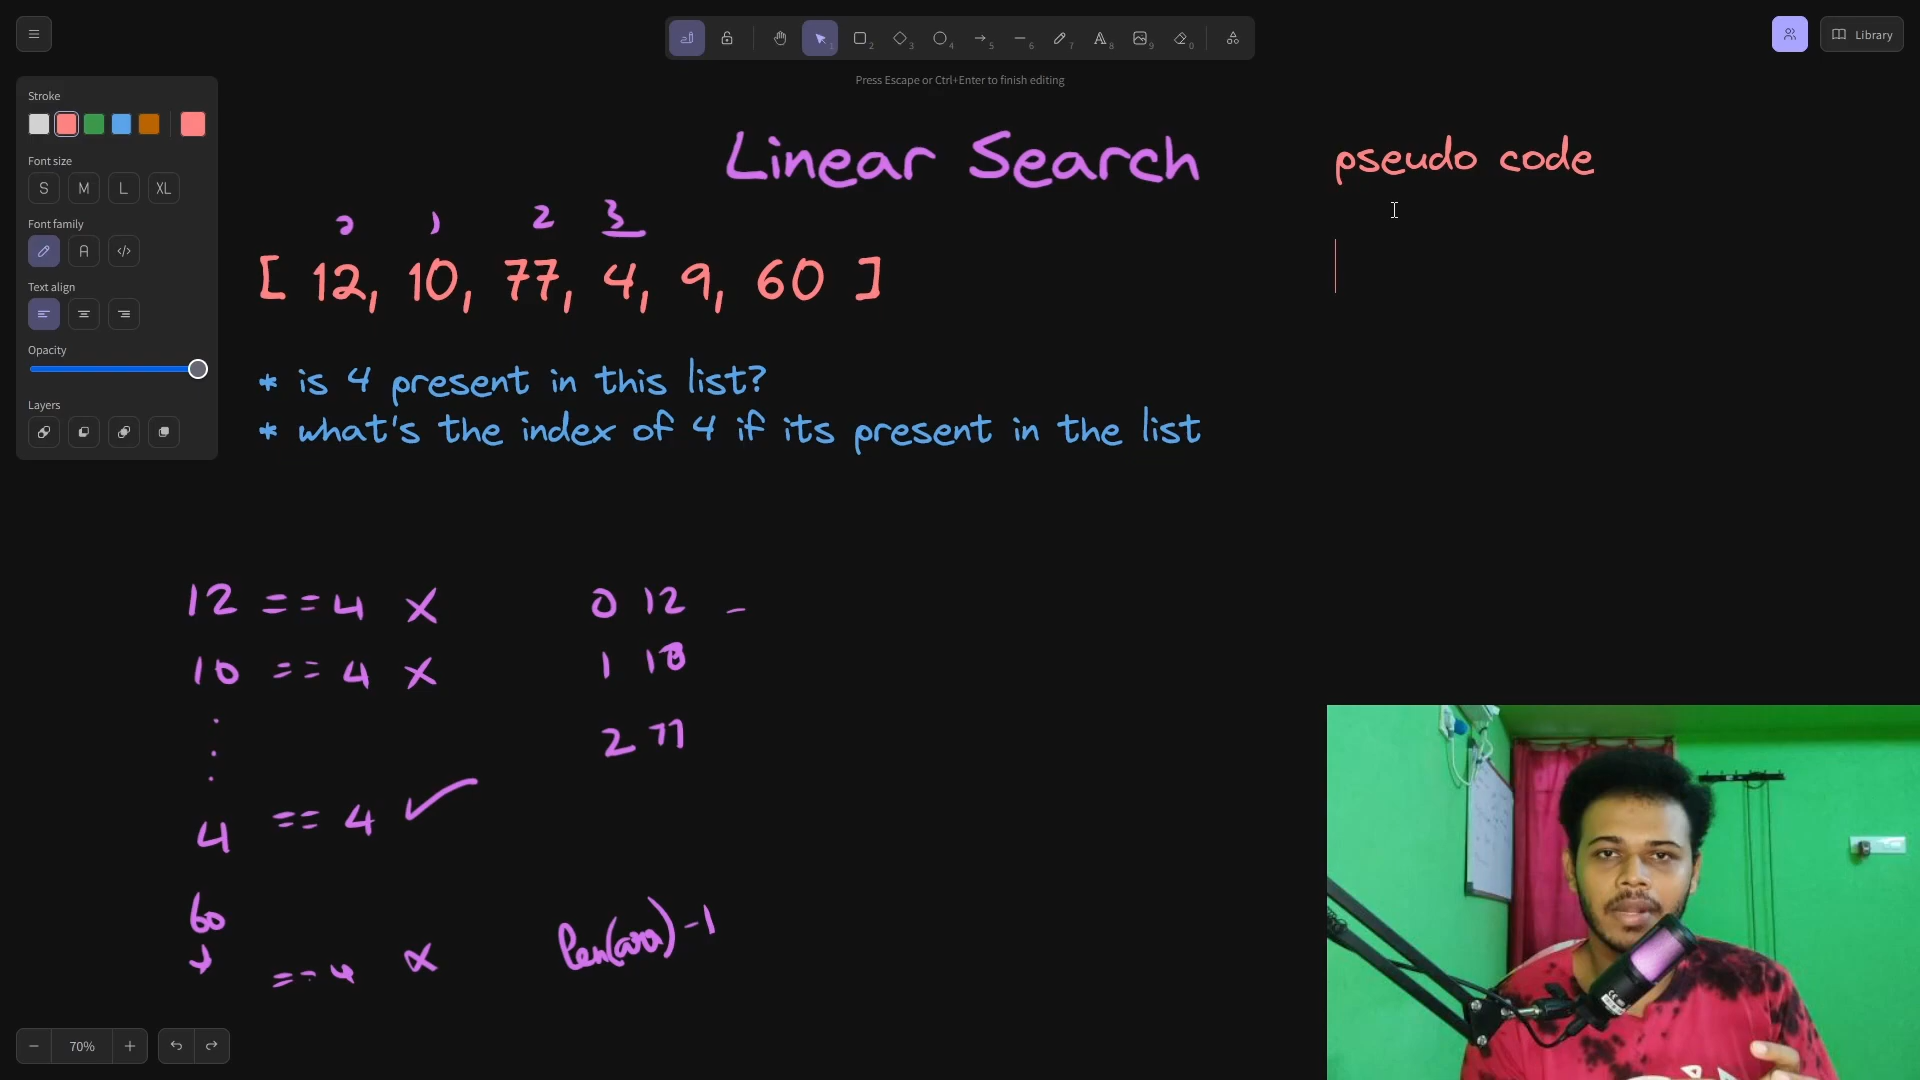 Library
Press Escape or Ctrl+Enter to finish editing
Stroke
Font size
S M L XL
Font family
A </>
Text align
Opacity
Layers
Linear Search
pseudo code
0 1 2 3
[ 12, 10, 77, 4, 9, 60 ]
* is 4 present in this list?
* what's the index of 4 if its present in the list
12 == 4 X
10 == 4 X
4 == 4 ✓
60
== 4 X
0 12 -
1 10
2 77
len(arr)-1
70%